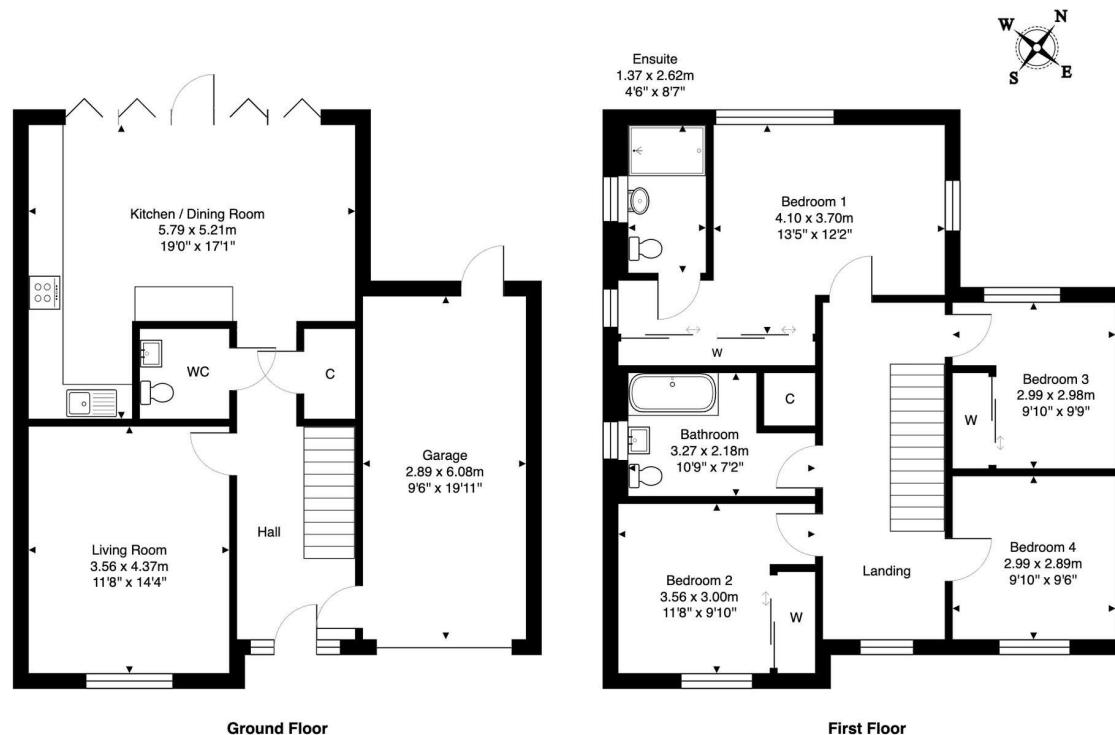 W
N
S
E
Kitchen / Dining Room
5.79 x 5.21m
19'0" x 17'1"
WC
C
Living Room
3.56 x 4.37m
11'8" x 14'4"
Hall
Garage
2.89 x 6.08m
9'6" x 19'11"
Ground Floor
Ensuite
1.37 x 2.62m
4'6" x 8'7"
Bedroom 1
4.10 x 3.70m
13'5" x 12'2"
W
Bathroom
3.27 x 2.18m
10'9" x 7'2"
C
Bedroom 3
2.99 x 2.98m
9'10" x 9'9"
W
Bedroom 2
3.56 x 3.00m
11'8" x 9'10"
W
Landing
Bedroom 4
2.99 x 2.89m
9'10" x 9'6"
First Floor